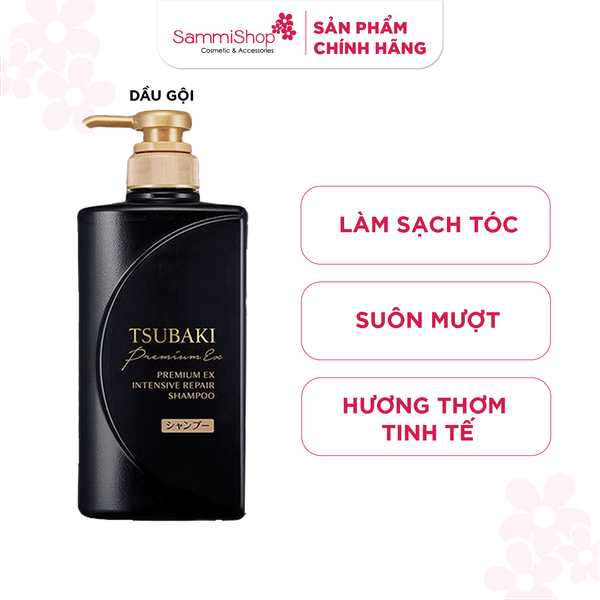 SammiShop
Cosmetic & Accessories
SẢN PHẨM
CHÍNH HÃNG
DẦU GỘI
TSUBAKI
Premium Ex
PREMIUM EX
INTENSIVE REPAIR
SHAMPOO
シャンプー
LÀM SẠCH TÓC
SUÔN MƯỢT
HƯƠNG THƠM
TINH TẾ